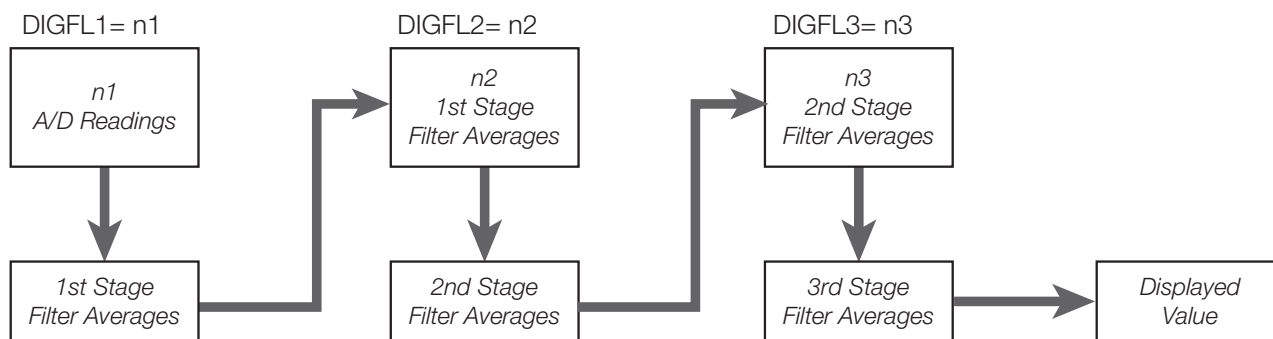 DIGFL1= n1
n1
A/D Readings
1st Stage
Filter Averages
DIGFL2= n2
n2
1st Stage
Filter Averages
2nd Stage
Filter Averages
DIGFL3= n3
n3
2nd Stage
Filter Averages
3rd Stage
Filter Averages
Displayed
Value